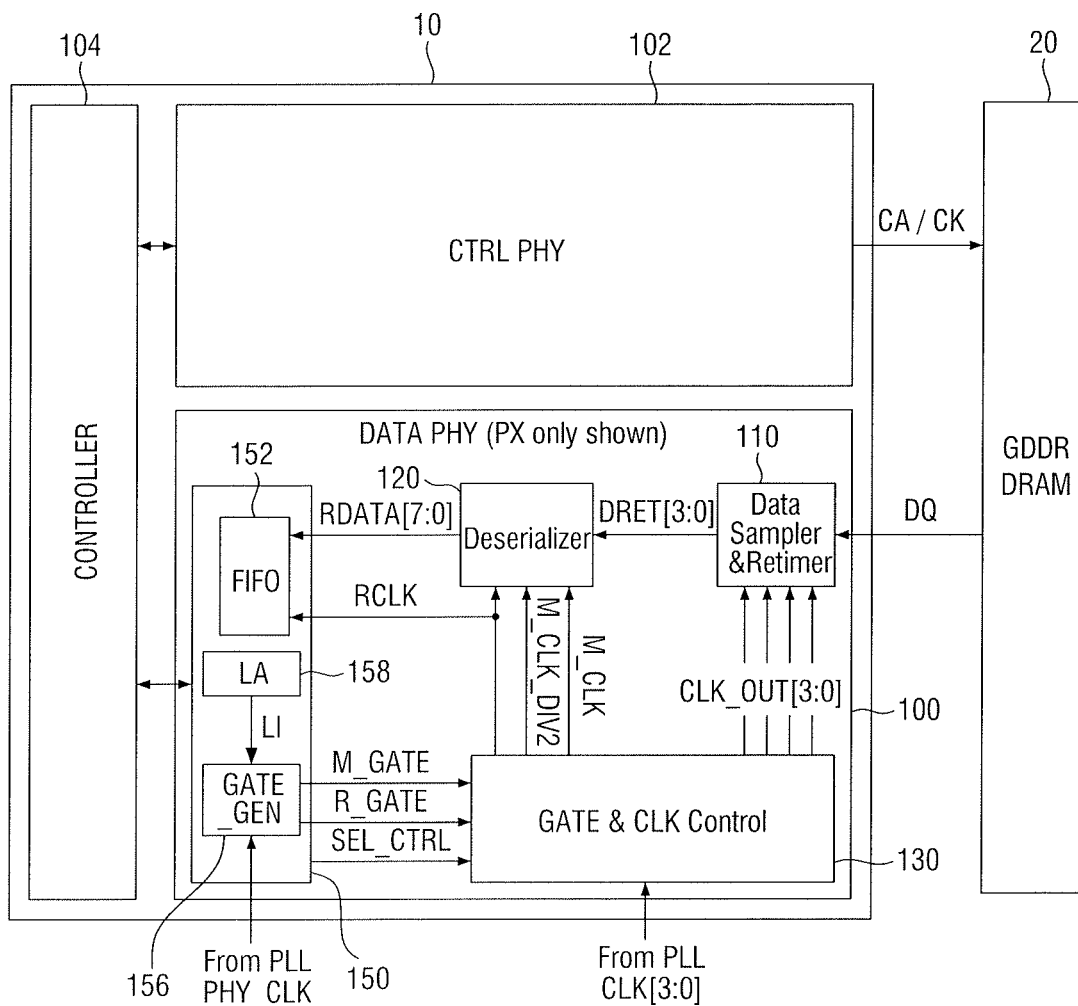 104
10
102
20
CTRL PHY
CA / CK
CONTROLLER
GDDR
DRAM
DATA PHY (PX only shown)
152
120
110
RDATA[7:0]
DRET[3:0]
Data
Sampler
&Retimer
DQ
Deserializer
FIFO
RCLK
M_CLK_DIV2
M_CLK
LA
158
CLK_OUT[3:0]
100
LI
GATE
_GEN
M_GATE
R_GATE
SEL_CTRL
GATE & CLK Control
130
156
From PLL
PHY_CLK
150
From PLL
CLK[3:0]